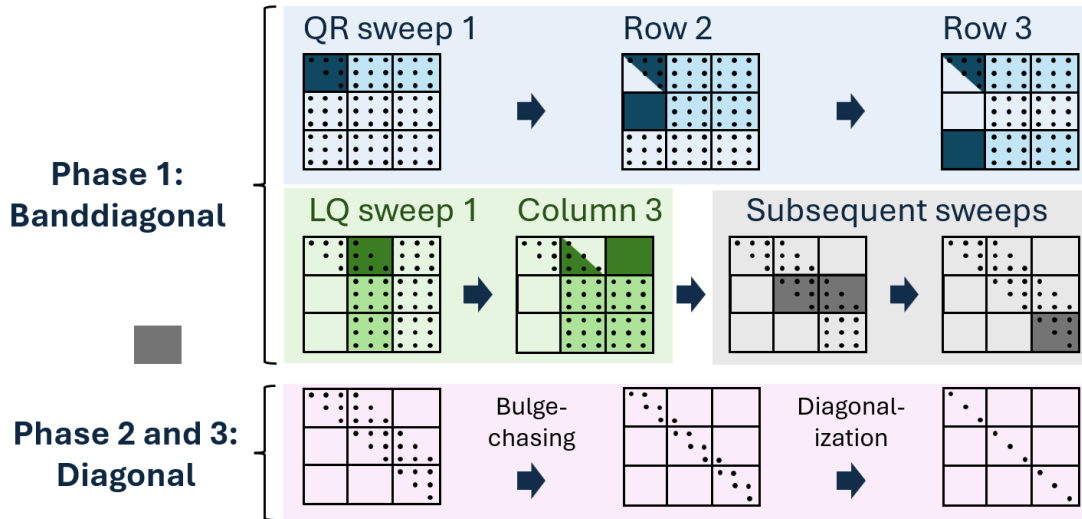 QR sweep 1
Row 2
Row 3
Phase 1:
Banddiagonal
LQ sweep 1
Column 3
Subsequent sweeps
Phase 2 and 3:
Diagonal
Bulge-
chasing
Diagonal-
ization